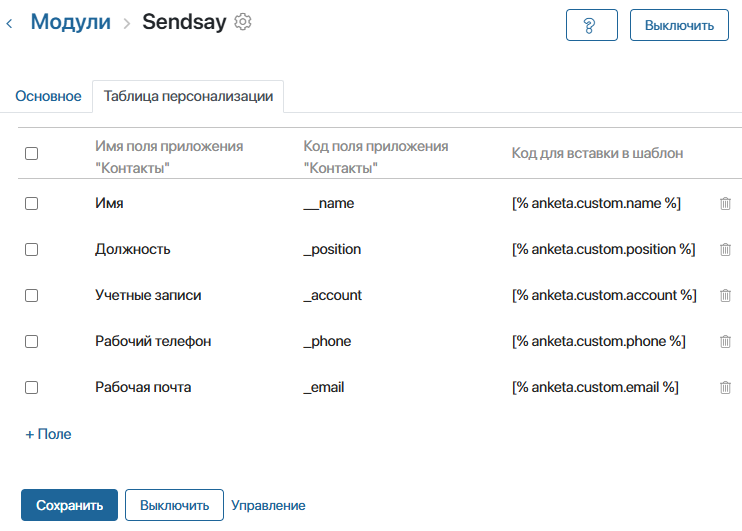 Модули > Sendsay
?
Выключить
Основное
Таблица персонализации
Имя поля приложения "Контакты"
Код поля приложения "Контакты"
Код для вставки в шаблон
Имя __name [% anketa.custom.name %]
Должность _position [% anketa.custom.position %]
Учетные записи _account [% anketa.custom.account %]
Рабочий телефон _phone [% anketa.custom.phone %]
Рабочая почта _email [% anketa.custom.email %]
+ Поле
Сохранить
Выключить
Управление